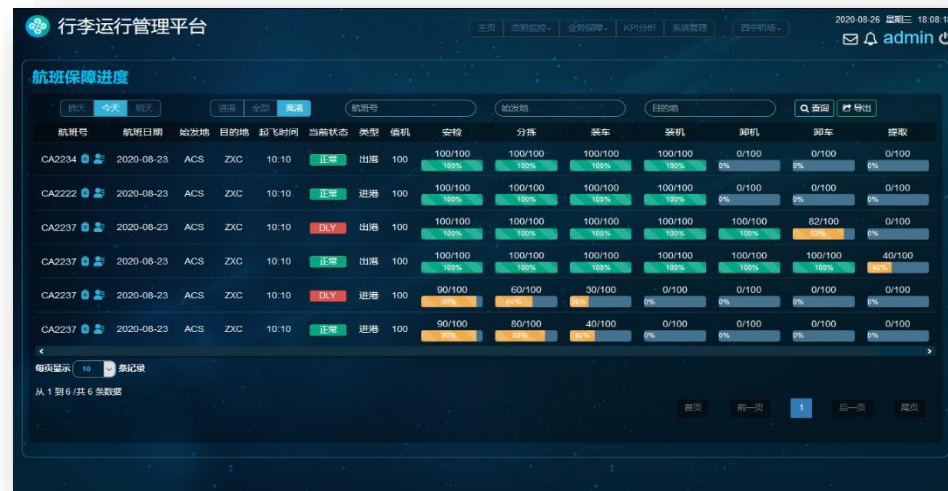 2020-08-26 星期三 18:08:18
行李运行管理平台
主页 志明监控 业务保障 KPI分析 系统管理 西宁机场
admin
航班保障进度
昨天 今天 明天 进港 全部 离港 航班号 始发地 目的地 查询 导出
航班号 航班日期 始发地 目的地 起飞时间 当前状态 类型 值机 安检 分拣 装车 装机 卸机 卸车 提取
CA2234 2020-08-23 ACS ZXC 10:10 正常 出港 100 100/100 100/100 100/100 100/100 0/100 0/100 0/100
100% 100% 100% 100% 0% 0% 0%
CA2222 2020-08-23 ACS ZXC 10:10 正常 进港 100 100/100 100/100 100/100 100/100 0/100 0/100 0/100
100% 100% 100% 100% 0% 0% 0%
CA2237 2020-08-23 ACS ZXC 10:10 DLY 出港 100 100/100 100/100 100/100 100/100 100/100 82/100 0/100
100% 100% 100% 100% 100% 82% 0%
CA2237 2020-08-23 ACS ZXC 10:10 正常 出港 100 100/100 100/100 100/100 100/100 100/100 100/100 40/100
100% 100% 100% 100% 100% 100% 40%
CA2237 2020-08-23 ACS ZXC 10:10 DLY 进港 100 90/100 60/100 30/100 0/100 0/100 0/100 0/100
90% 60% 30% 0% 0% 0% 0%
CA2237 2020-08-23 ACS ZXC 10:10 正常 进港 100 90/100 80/100 40/100 0/100 0/100 0/100 0/100
90% 80% 40% 0% 0% 0% 0%
每页显示 10 条记录
从 1 到 6 /共 6 条数据
首页 前一页 1 后一页 尾页